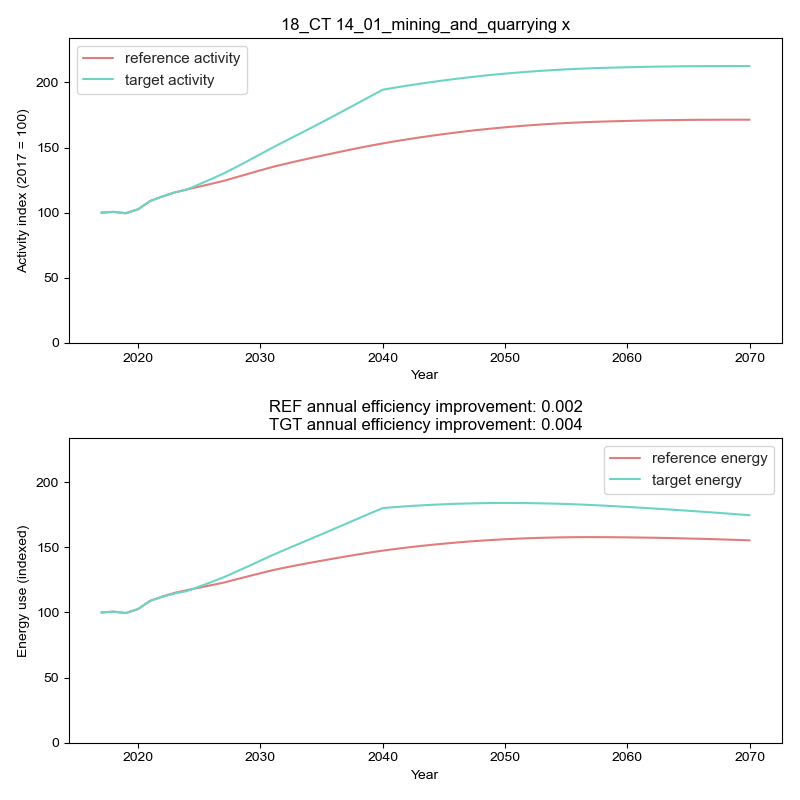 18_CT 14_01_mining_and_quarrying x
reference activity
target activity
Activity index (2017 = 100)
200
150
100
50
0
2020 2030 2040 2050 2060 2070
Year
REF annual efficiency improvement: 0.002
TGT annual efficiency improvement: 0.004
reference energy
target energy
Energy use (indexed)
200
150
100
50
0
2020 2030 2040 2050 2060 2070
Year